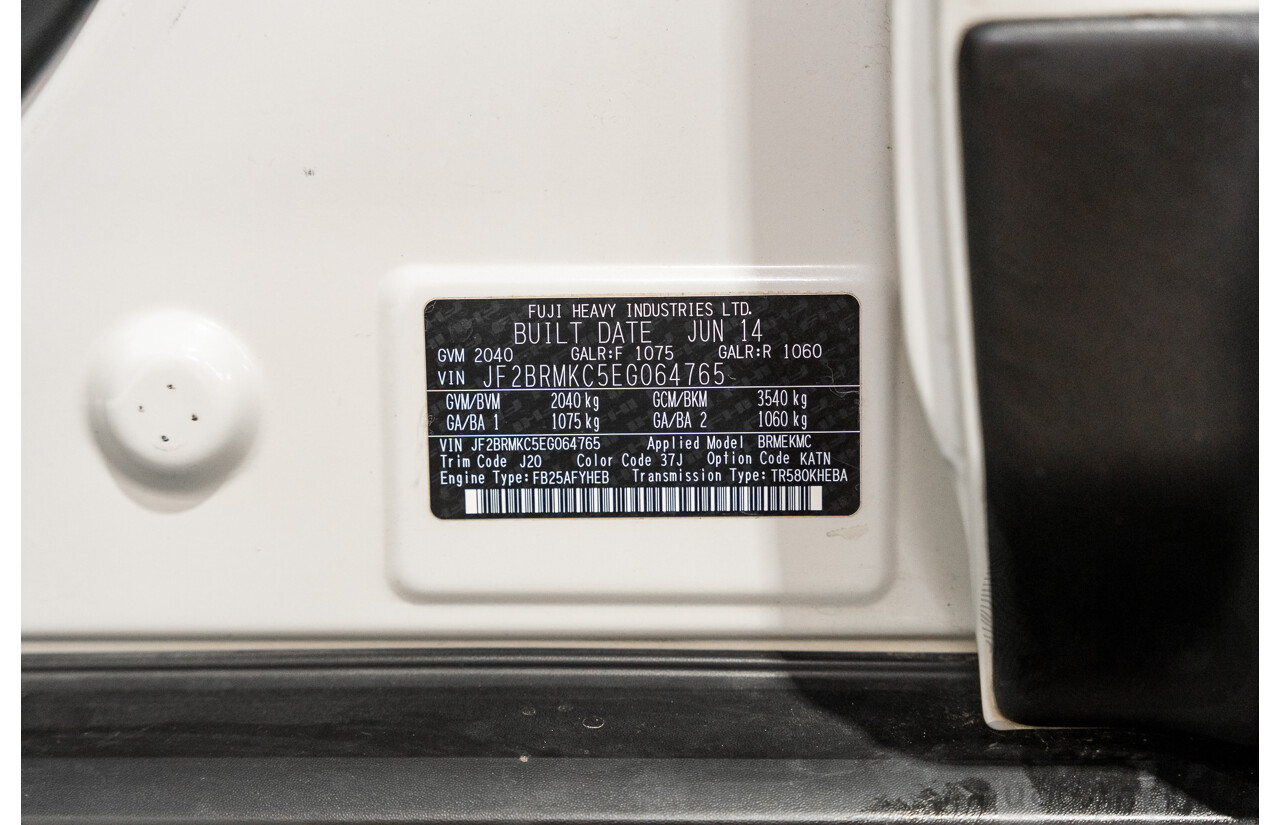 FUJI HEAVY INDUSTRIES LTD.
BUILT DATE JUN 14
GVM 2040 GALR:F 1075 GALR:R 1060
VIN JF2BRMKC5EG064765
GVM/BVM 2040 kg GCM/BKM 3540 kg
GA/BA 1 1075 kg GA/BA 2 1060 kg
VIN JF2BRMKC5EG064765 Applied Model BRMEKMC
Trim Code J20 Color Code 37J Option Code KATN
Engine Type:FB25AFYHEB Transmission Type:TR580KHEBA